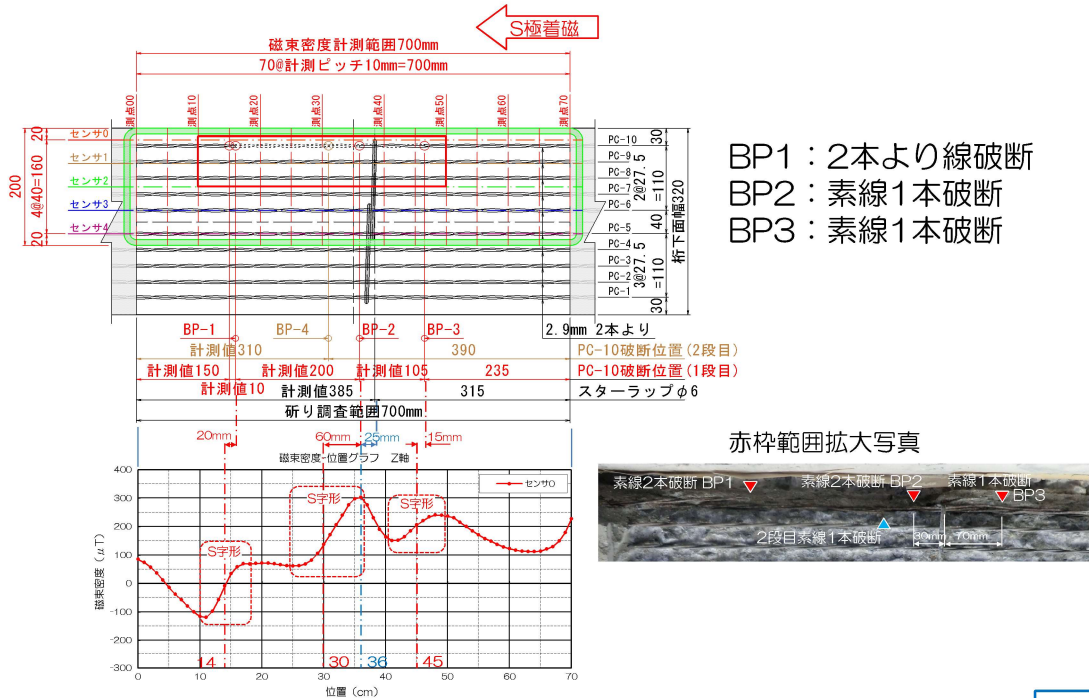 S極着磁
磁束密度計測範囲700mm
70@計測ピッチ10mm=700mm
測点00
測点10
測点20
測点30
測点40
測点50
測点60
測点70
センサ0
センサ1
センサ2
センサ3
センサ4
200
20
4@40=160
20
PC-10
PC-9
PC-8
PC-7
PC-6
PC-5
PC-4
PC-3
PC-2
PC-1
30
2@27.5
=110
40
3@27.5
=110
30
桁下面幅320
BP1：2本より線破断
BP2：素線1本破断
BP3：素線1本破断
BP-1
BP-4
BP-2
BP-3
2.9mm 2本より
計測値310
390
PC-10破断位置(2段目)
計測値150
計測値200
計測値105
235
PC-10破断位置(1段目)
計測値10
計測値385
315
スターラップφ6
斫り調査範囲700mm
20mm
60mm
25mm
15mm
磁束密度-位置グラフ Z軸
センサ0
S字形
S字形
S字形
磁束密度（μT）
400
300
200
100
0
-100
-200
-300
14
30
36
45
0
10
20
30
40
50
60
70
位置（cm）
赤枠範囲拡大写真
素線2本破断 BP1
素線2本破断 BP2
素線1本破断
BP3
2段目素線1本破断
30mm
70mm